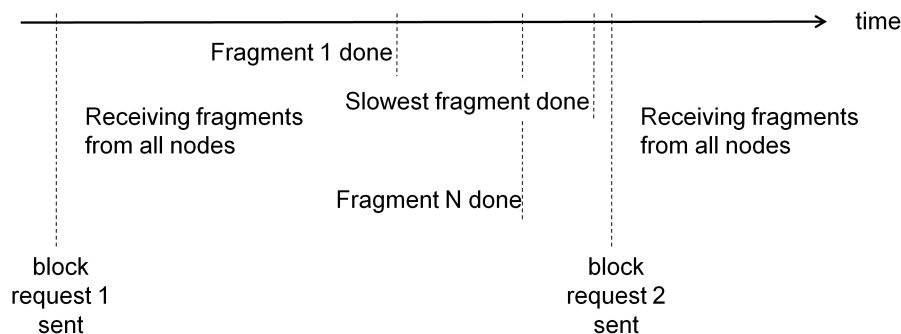 time
Fragment 1 done
Slowest fragment done
Receiving fragments
from all nodes
Receiving fragments
from all nodes
Fragment N done
block
request 1
sent
block
request 2
sent